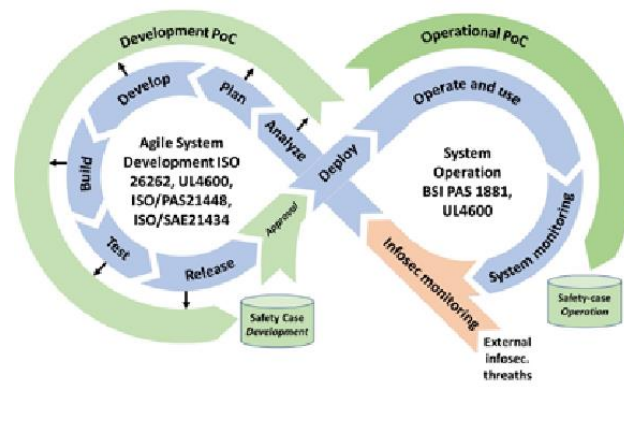 Development PoC
Operational PoC
Develop
Plan
Analyze
Build
Test
Release
Approval
Deploy
Operate and use
System monitoring
Infosec monitoring
Agile System
Development ISO
26262, UL4600,
ISO/PAS21448,
ISO/SAE21434
System
Operation
BSI PAS 1881,
UL4600
Safety Case
Development
Safety-case
Operation
External
infosec.
threaths